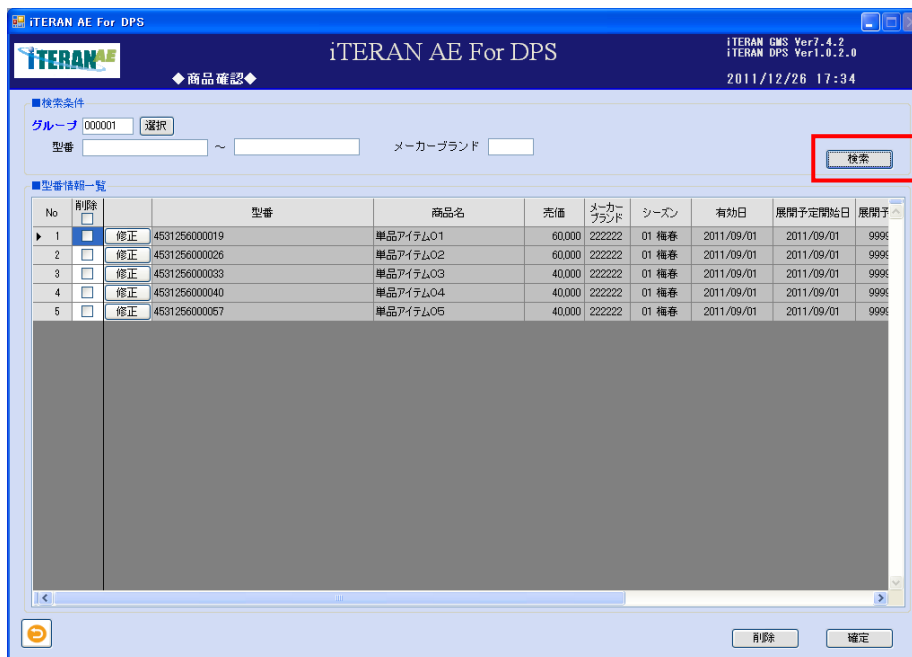 iTERAN AE For DPS
iTERAN AE
iTERAN AE For DPS
iTERAN GMS Ver7.4.2
iTERAN DPS Ver1.0.2.0
◆商品確認◆
2011/12/26 17:34
■検索条件
グループ 000001 選択
型番 ～ メーカーブランド
検索
■型番情報一覧
No 削除 型番 商品名 売価 メーカーブランド シーズン 有効日 展開予定開始日 展開予
1 修正 4531256000019 単品アイテム01 60,000 222222 01 梅春 2011/09/01 2011/09/01 9999
2 修正 4531256000026 単品アイテム02 60,000 222222 01 梅春 2011/09/01 2011/09/01 9999
3 修正 4531256000033 単品アイテム03 40,000 222222 01 梅春 2011/09/01 2011/09/01 9999
4 修正 4531256000040 単品アイテム04 40,000 222222 01 梅春 2011/09/01 2011/09/01 9999
5 修正 4531256000057 単品アイテム05 40,000 222222 01 梅春 2011/09/01 2011/09/01 9999
削除 確定